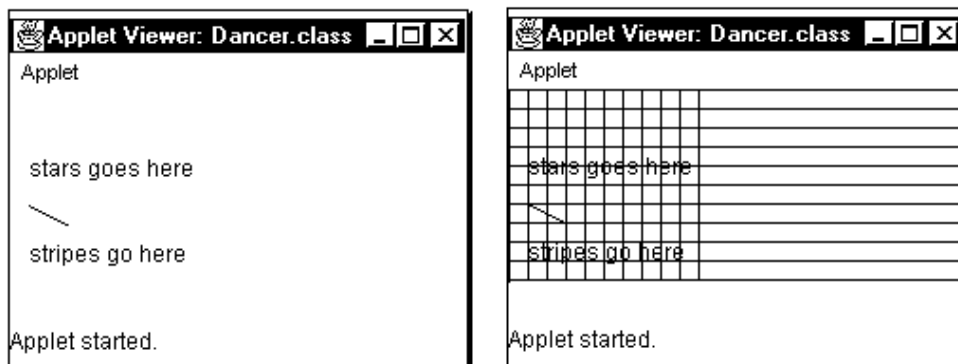 Applet Viewer: Dancer.class
Applet
stars goes here
stripes go here
Applet started.
Applet Viewer: Dancer.class
Applet
stars goes here
stripes go here
Applet started.